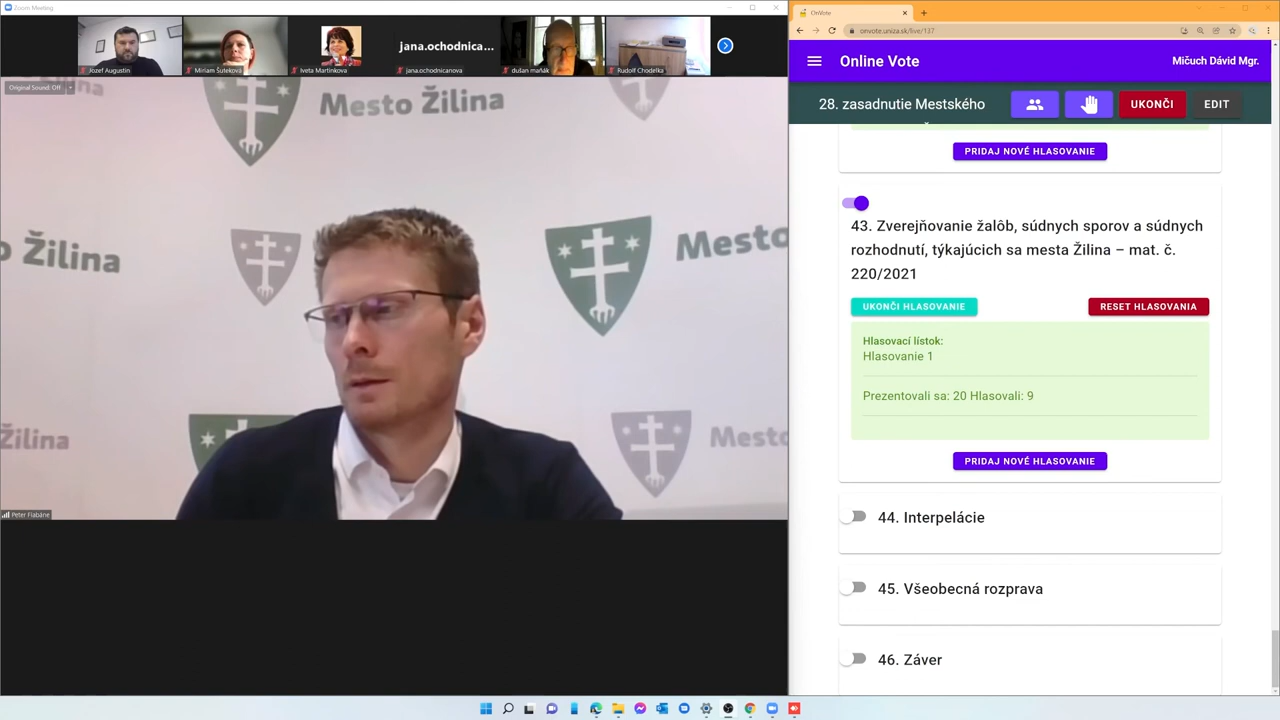 Zoom Meeting
Jozef Augustin
Miriam Šuteková
Iveta Martinkova
jana.ochodnica...
jana.ochodnicanova
dušan maňák
Rudolf Chodelka
Original Sound: Off
Mesto Žilina
o Žilina
Mesto
Žilina
Mesto
Peter Fiabáne
OnVote
onvote.uniza.sk/live/137
Online Vote
Mičuch Dávid Mgr.
28. zasadnutie Mestského
UKONČI
EDIT
PRIDAJ NOVÉ HLASOVANIE
43. Zverejňovanie žalôb, súdnych sporov a súdnych
rozhodnutí, týkajúcich sa mesta Žilina – mat. č.
220/2021
UKONČI HLASOVANIE
RESET HLASOVANIA
Hlasovací lístok:
Hlasovanie 1
Prezentovali sa: 20 Hlasovali: 9
PRIDAJ NOVÉ HLASOVANIE
44. Interpelácie
45. Všeobecná rozprava
46. Záver